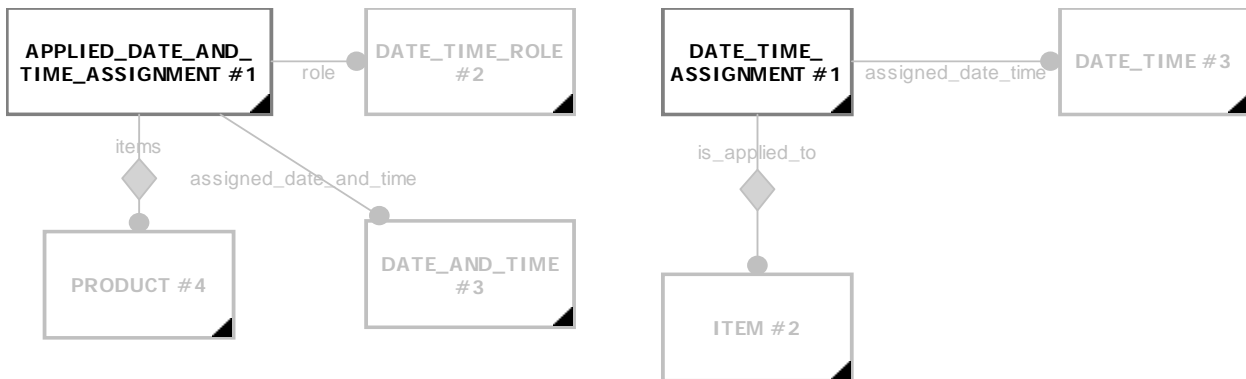 APPLIED_DATE_AND_
TIME_ASSIGNMENT #1
role
DATE_TIME_ROLE
#2
items
assigned_date_and_time
PRODUCT #4
DATE_AND_TIME
#3
DATE_TIME_
ASSIGNMENT #1
assigned_date_time
DATE_TIME #3
is_applied_to
ITEM #2